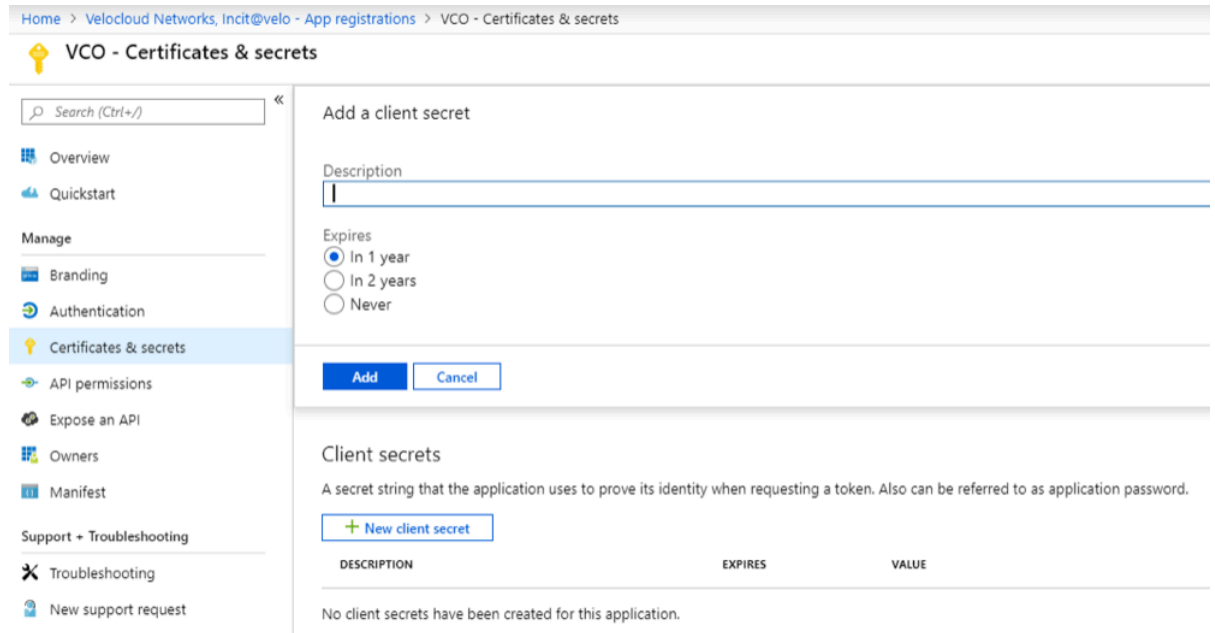 Home > Velocloud Networks, Incit@velo - App registrations > VCO - Certificates & secrets
VCO - Certificates & secrets
Search (Ctrl+/)
«
Overview
Quickstart
Manage
Branding
Authentication
Certificates & secrets
API permissions
Expose an API
Owners
Manifest
Support + Troubleshooting
Troubleshooting
New support request
Add a client secret
Description
Expires
In 1 year
In 2 years
Never
Add Cancel
Client secrets
A secret string that the application uses to prove its identity when requesting a token. Also can be referred to as application password.
+ New client secret
DESCRIPTION EXPIRES VALUE
No client secrets have been created for this application.